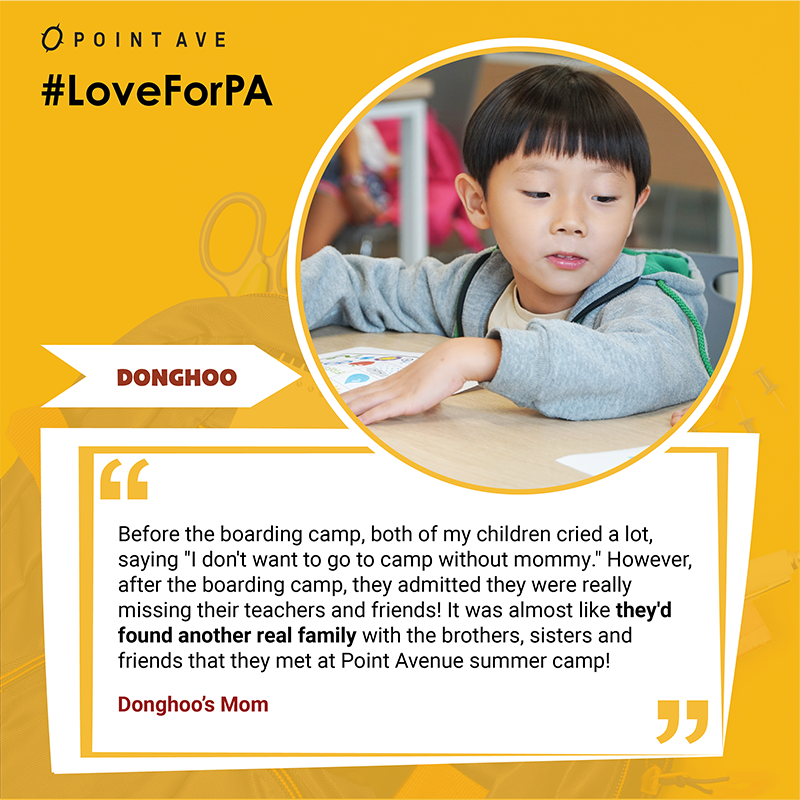 POINT AVE
#LoveForPA
DONGHOO
“
Before the boarding camp, both of my children cried a lot,
saying "I don't want to go to camp without mommy." However,
after the boarding camp, they admitted they were really
missing their teachers and friends! It was almost like they'd
found another real family with the brothers, sisters and
friends that they met at Point Avenue summer camp!
Donghoo's Mom
”